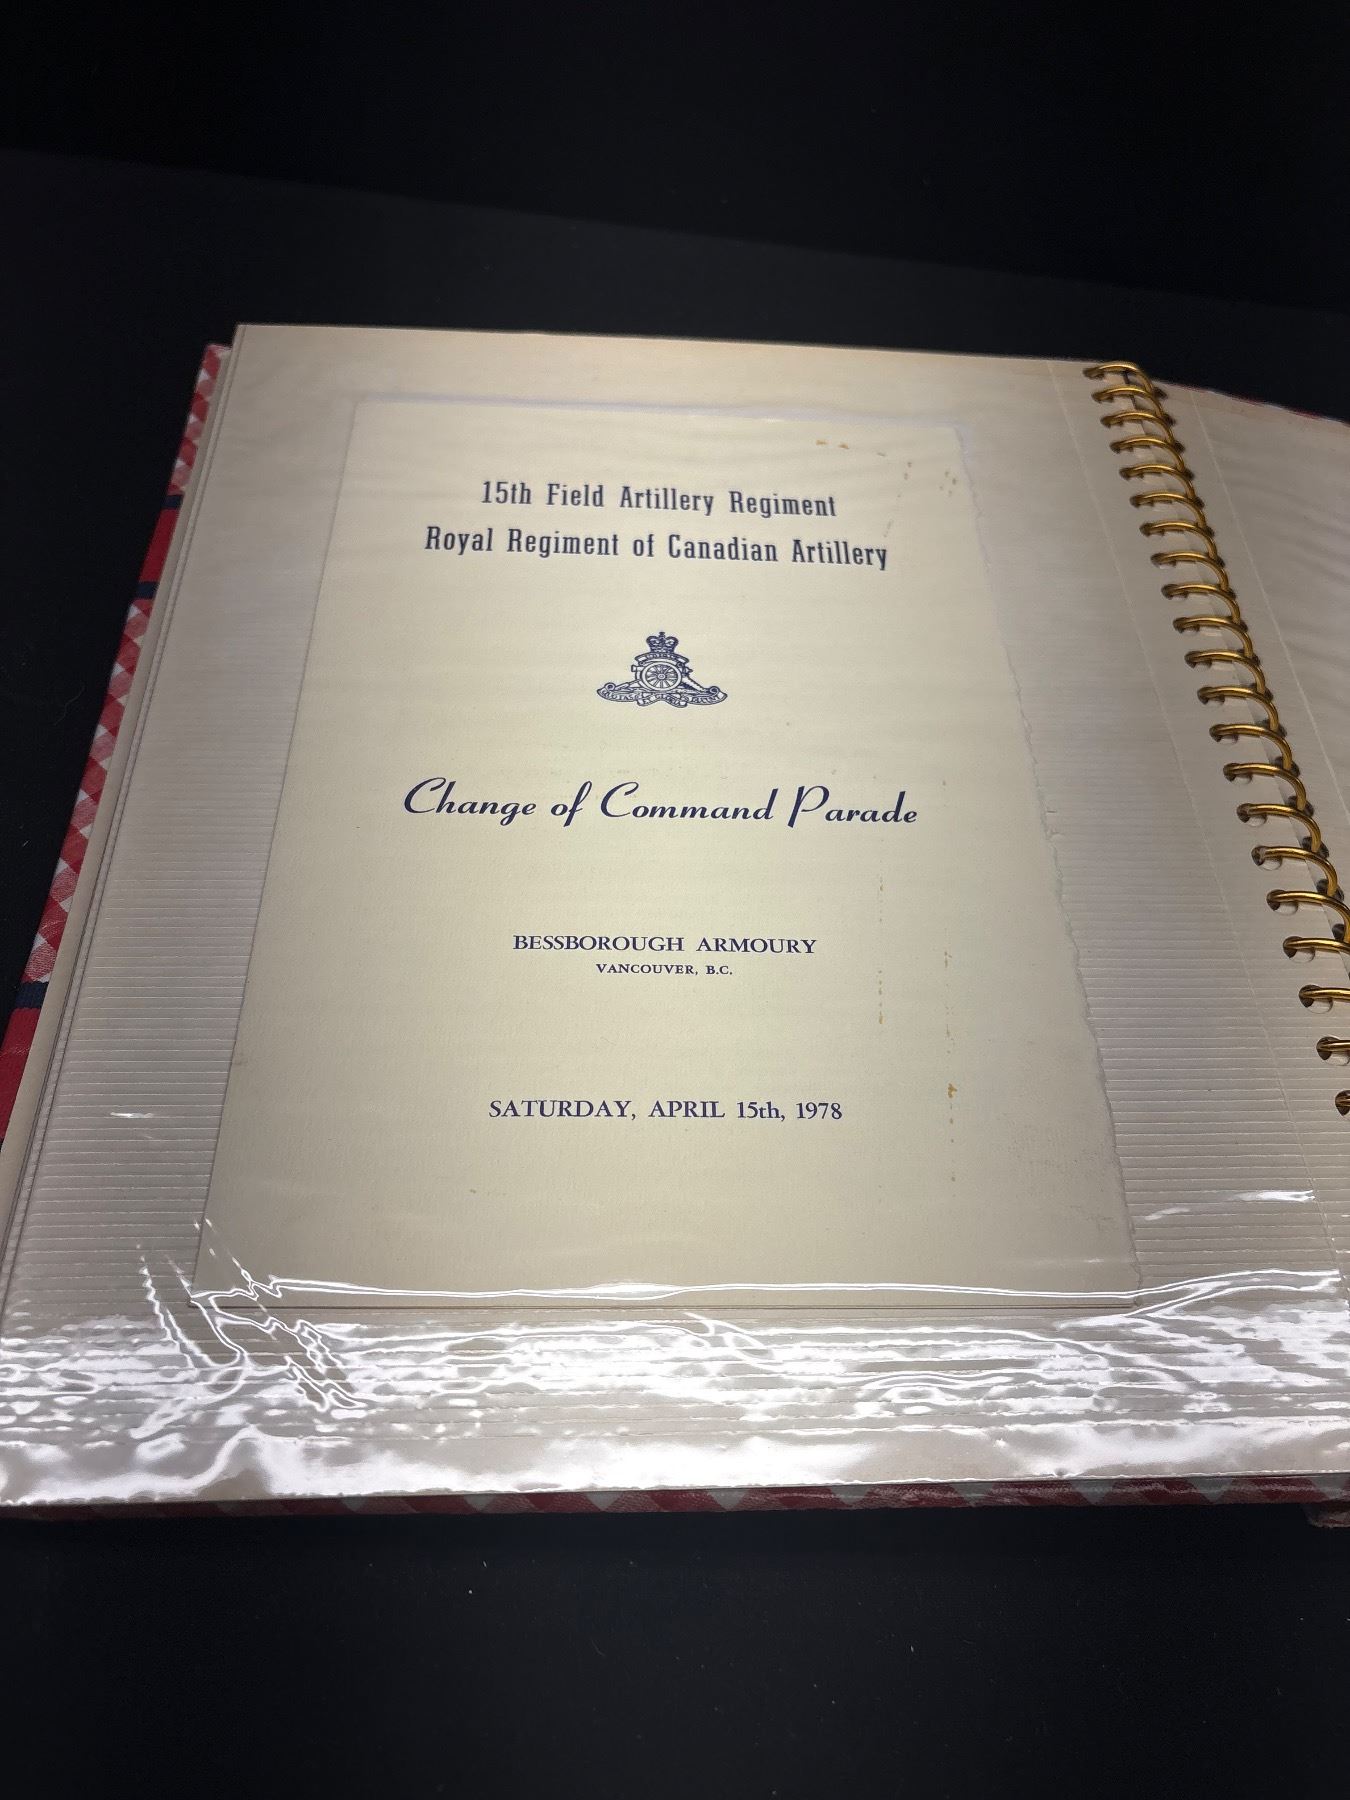 15th Field Artillery Regiment
Royal Regiment of Canadian Artillery
Change of Command Parade
BESSBOROUGH ARMOURY
VANCOUVER, B.C.
SATURDAY, APRIL 15th, 1978